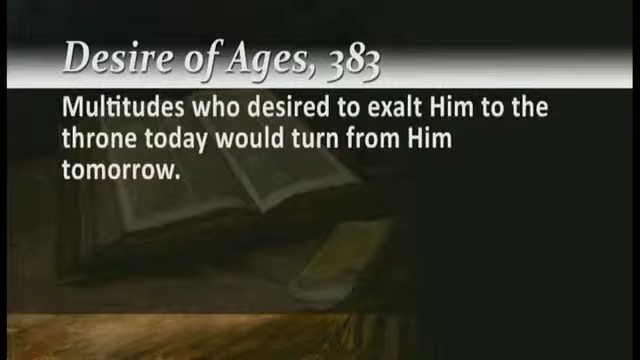 Desire of Ages, 383
Multitudes who desired to exalt Him to the
throne today would turn from Him
tomorrow.